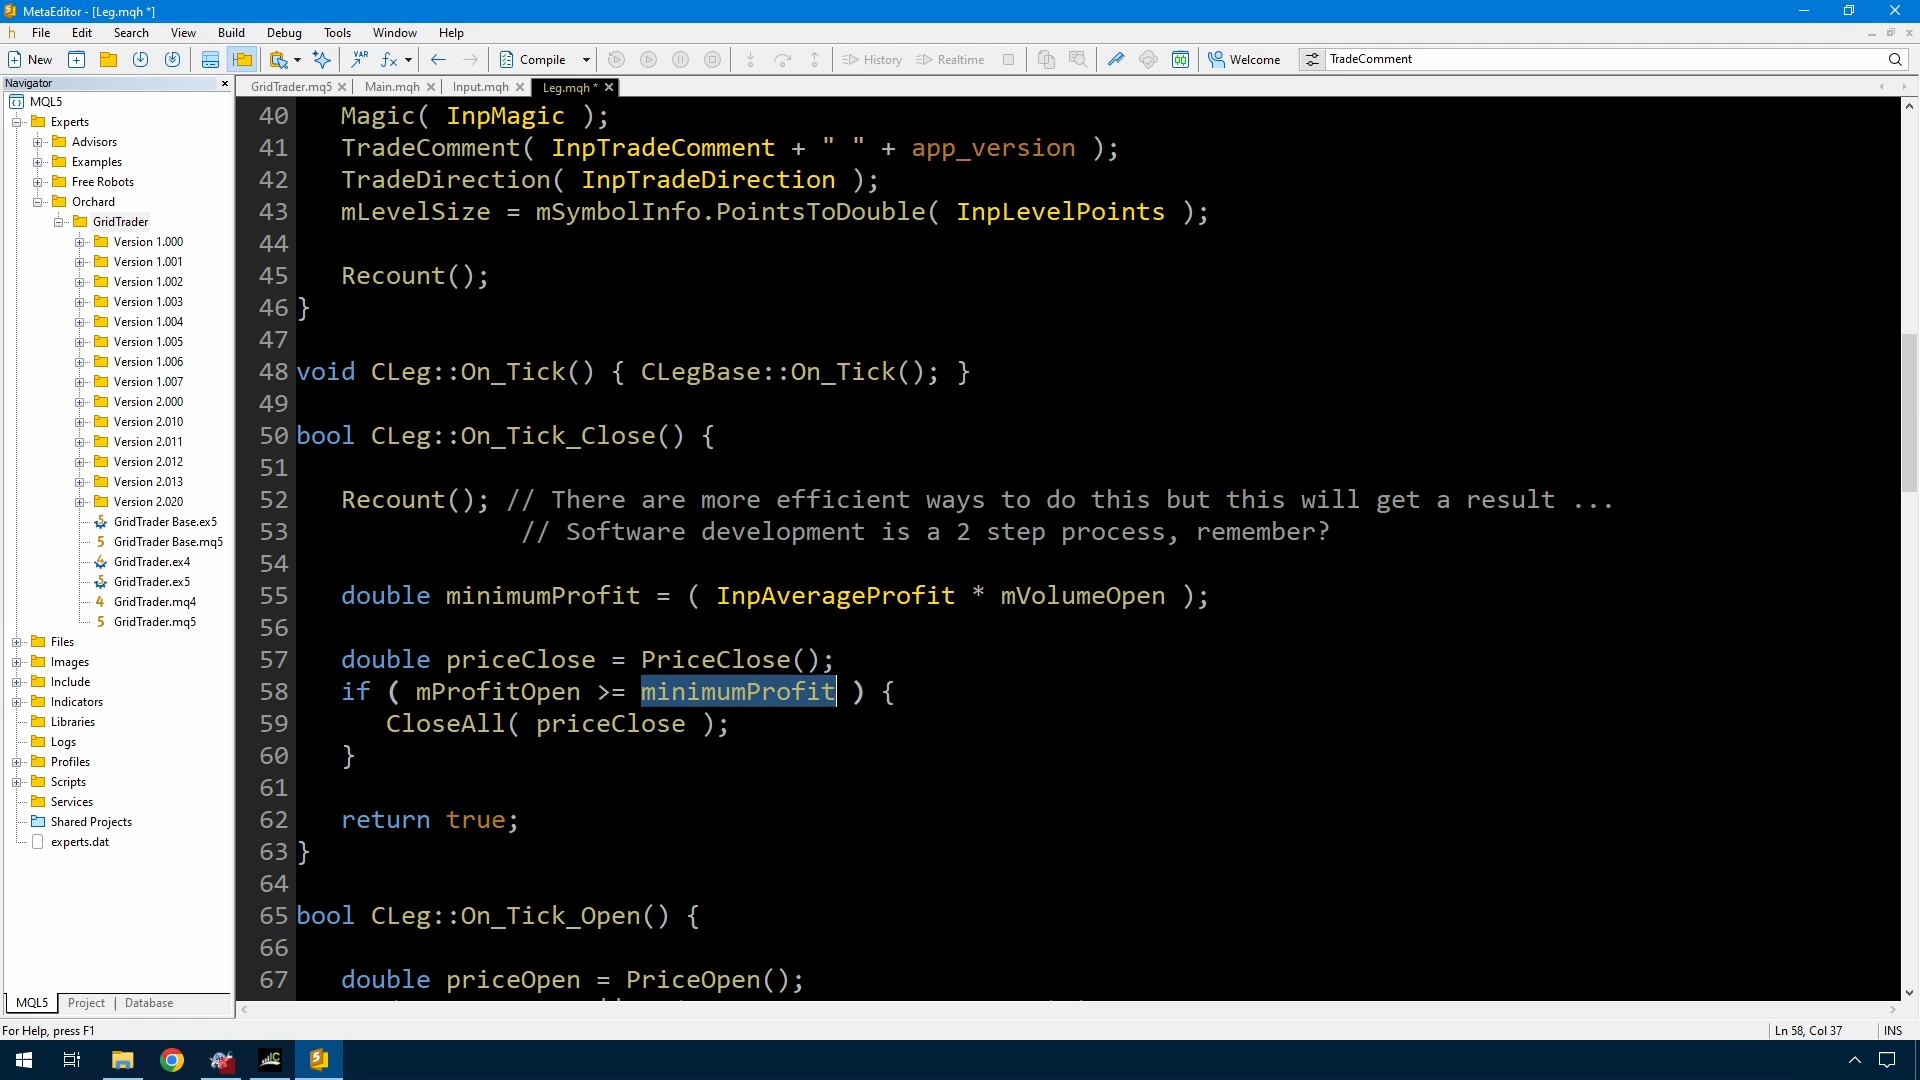 MetaEditor - [Leg.mqh *]
File Edit Search View Build Debug Tools Window Help
New VAR fx Compile History Realtime Welcome TradeComment
Navigator
GridTrader.mq5 Main.mqh Input.mqh Leg.mqh *
MQL5
Experts
Advisors
Examples
Free Robots
Orchard
GridTrader
Version 1.000
Version 1.001
Version 1.002
Version 1.003
Version 1.004
Version 1.005
Version 1.006
Version 1.007
Version 2.000
Version 2.010
Version 2.011
Version 2.012
Version 2.013
Version 2.020
GridTrader Base.ex5
GridTrader Base.mq5
GridTrader.ex4
GridTrader.ex5
GridTrader.mq4
GridTrader.mq5
Files
Images
Include
Indicators
Libraries
Logs
Profiles
Scripts
Services
Shared Projects
experts.dat
MQL5 Project Database
40 Magic( InpMagic );
41 TradeComment( InpTradeComment + " " + app_version );
42 TradeDirection( InpTradeDirection );
43 mLevelSize = mSymbolInfo.PointsToDouble( InpLevelPoints );
44
45 Recount();
46 }
47
48 void CLeg::On_Tick() { CLegBase::On_Tick(); }
49
50 bool CLeg::On_Tick_Close() {
51
52 Recount(); // There are more efficient ways to do this but this will get a result ...
53 // Software development is a 2 step process, remember?
54
55 double minimumProfit = ( InpAverageProfit * mVolumeOpen );
56
57 double priceClose = PriceClose();
58 if ( mProfitOpen >= minimumProfit ) {
59 CloseAll( priceClose );
60 }
61
62 return true;
63 }
64
65 bool CLeg::On_Tick_Open() {
66
67 double priceOpen = PriceOpen();
For Help, press F1
Ln 58, Col 37
INS